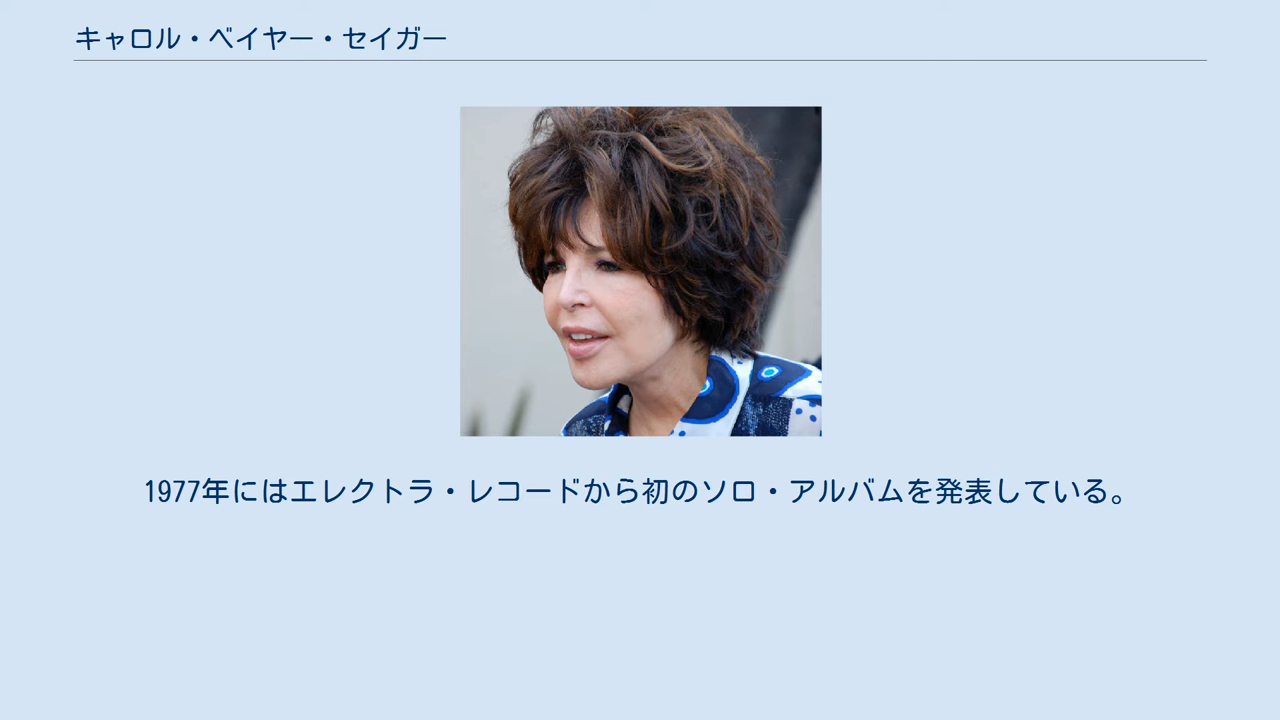 キャロル・ベイヤー・セイガー
1977年にはエレクトラ・レコードから初のソロ・アルバムを発表している。